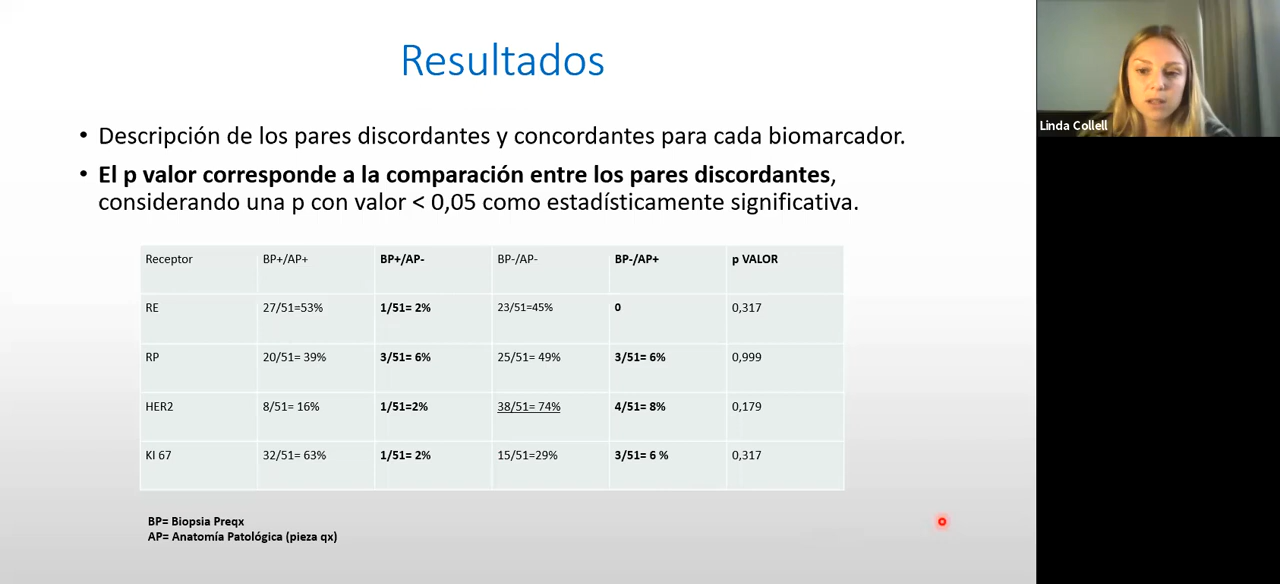 Resultados
• Descripción de los pares discordantes y concordantes para cada biomarcador.
• El p valor corresponde a la comparación entre los pares discordantes,
considerando una p con valor < 0,05 como estadísticamente significativa.
Receptor BP+/AP+ BP+/AP- BP-/AP- BP-/AP+ p VALOR
RE 27/51=53% 1/51= 2% 23/51=45% 0 0,317
RP 20/51= 39% 3/51= 6% 25/51= 49% 3/51= 6% 0,999
HER2 8/51= 16% 1/51=2% 38/51= 74% 4/51= 8% 0,179
KI 67 32/51= 63% 1/51= 2% 15/51=29% 3/51= 6 % 0,317
BP= Biopsia Preqx
AP= Anatomía Patológica (pieza qx)
Linda Collell